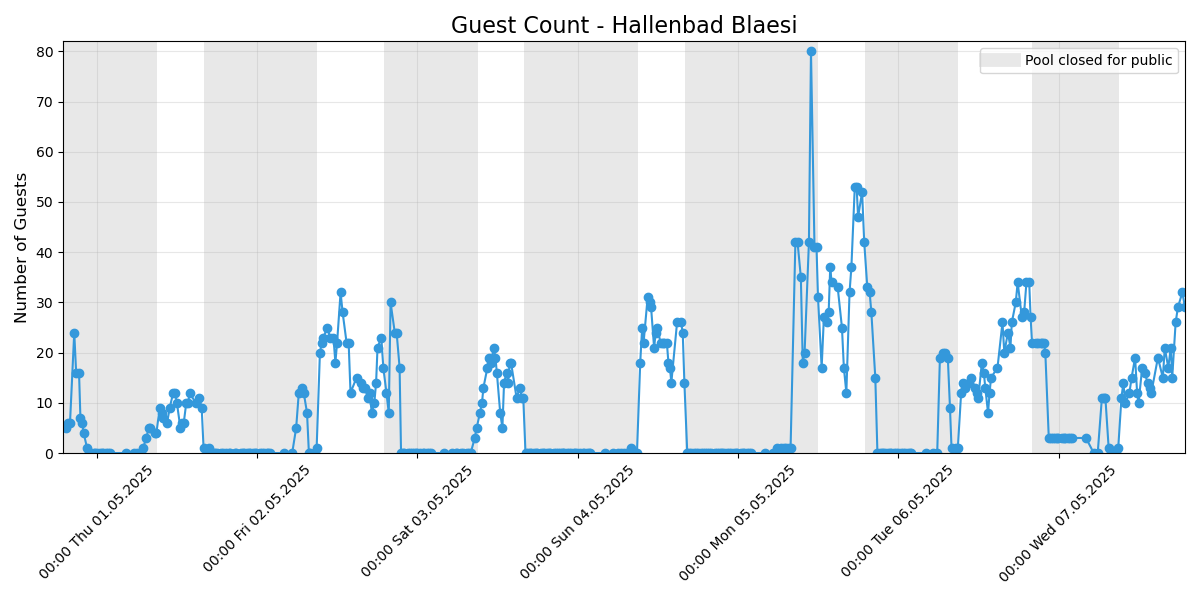 Guest Count - Hallenbad Blaesi
Pool closed for public
Number of Guests
80
70
60
50
40
30
20
10
0
00:00 Thu 01.05.2025
00:00 Fri 02.05.2025
00:00 Sat 03.05.2025
00:00 Sun 04.05.2025
00:00 Mon 05.05.2025
00:00 Tue 06.05.2025
00:00 Wed 07.05.2025